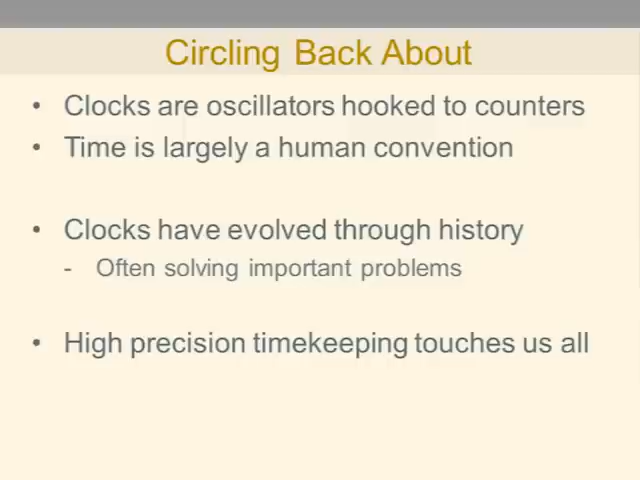 Circling Back About
• Clocks are oscillators hooked to counters
• Time is largely a human convention
• Clocks have evolved through history
- Often solving important problems
• High precision timekeeping touches us all